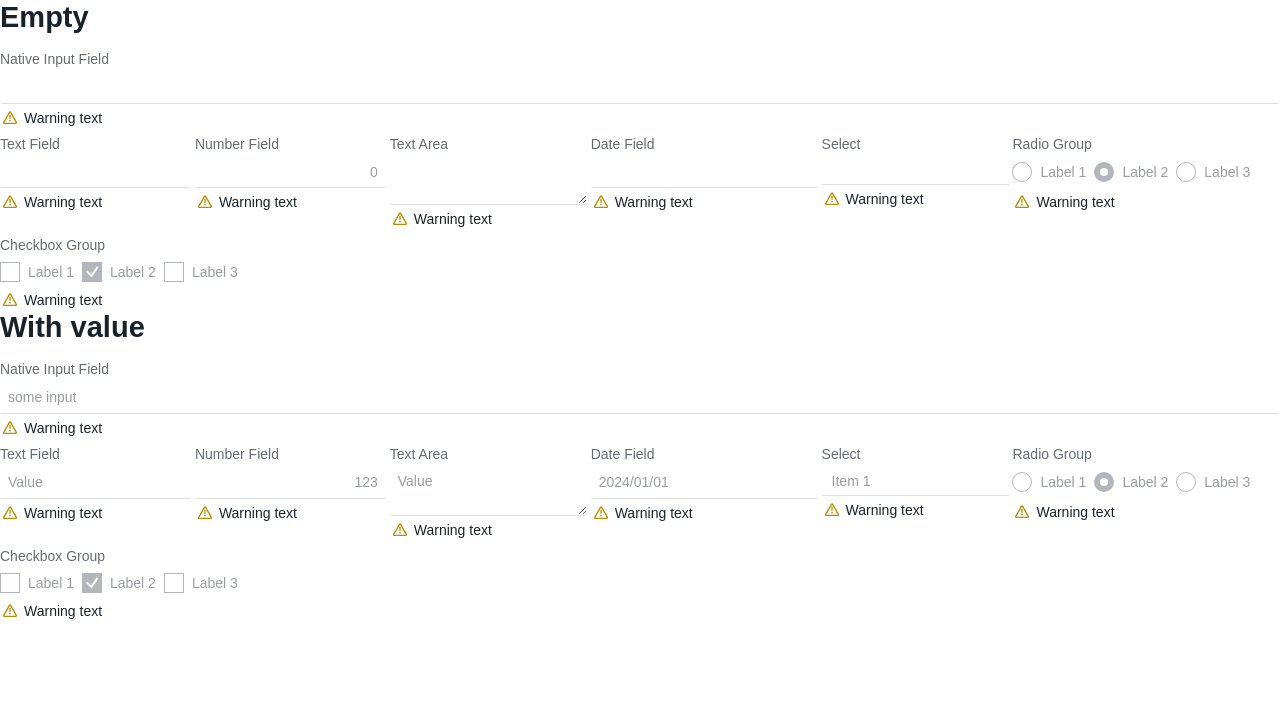 Empty
Native Input Field
Warning text
Text Field Number Field Text Area Date Field Select Radio Group
0 Label 1 Label 2 Label 3
Warning text Warning text Warning text Warning text Warning text Warning text
Checkbox Group
Label 1 Label 2 Label 3
Warning text
With value
Native Input Field
some input
Warning text
Text Field Number Field Text Area Date Field Select Radio Group
Value 123 Value 2024/01/01 Item 1 Label 1 Label 2 Label 3
Warning text Warning text Warning text Warning text Warning text Warning text
Checkbox Group
Label 1 Label 2 Label 3
Warning text